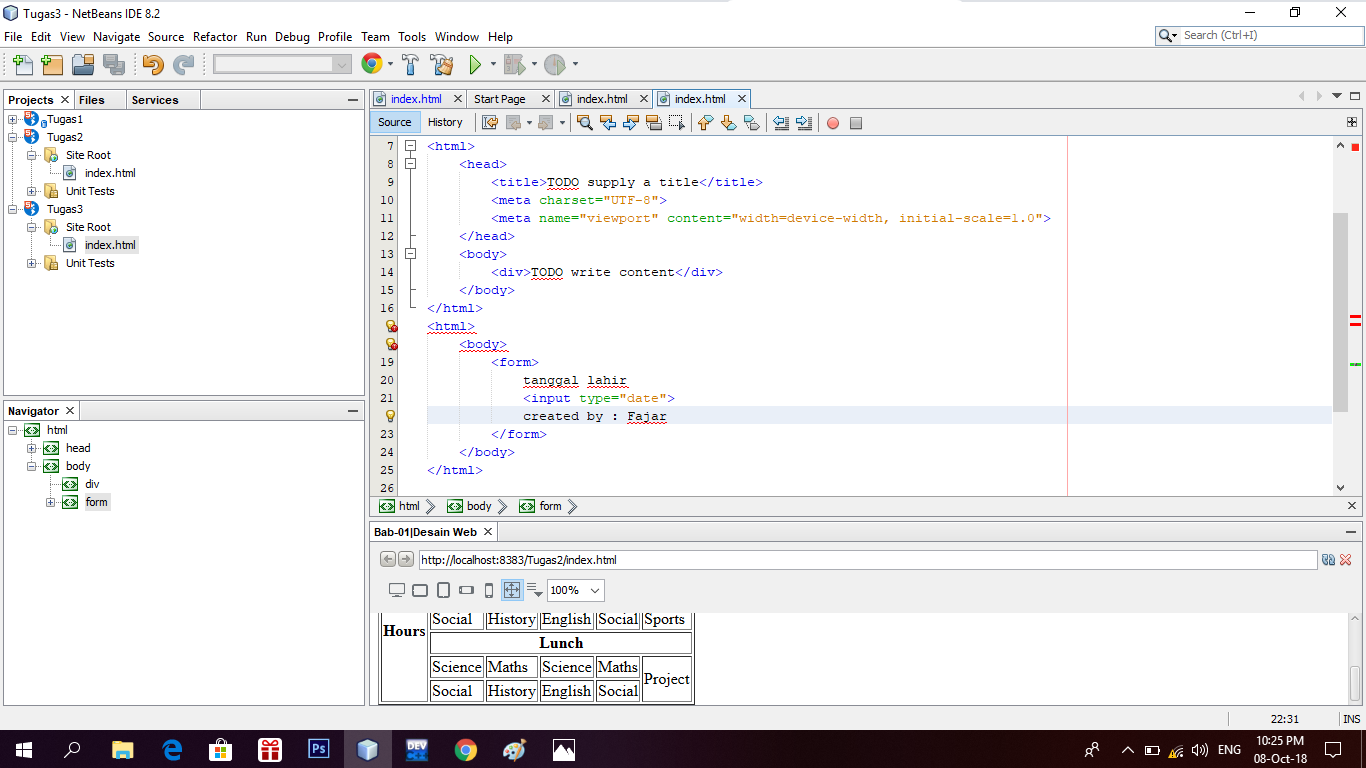 Tugas3 - NetBeans IDE 8.2
File Edit View Navigate Source Refactor Run Debug Profile Team Tools Window Help
Search (Ctrl+I)
Projects Files Services
Tugas1
Tugas2
Site Root
index.html
Unit Tests
Tugas3
Site Root
index.html
Unit Tests
Navigator
html
head
body
div
form
index.html Start Page index.html index.html
Source History
7 <html>
8 <head>
9 <title>TODO supply a title</title>
10 <meta charset="UTF-8">
11 <meta name="viewport" content="width=device-width, initial-scale=1.0">
12 </head>
13 <body>
14 <div>TODO write content</div>
15 </body>
16 </html>
<html>
<body>
19 <form>
20 tanggal lahir
21 <input type="date">
created by : Fajar
23 </form>
24 </body>
25 </html>
26
html body form
Bab-01|Desain Web
http://localhost:8383/Tugas2/index.html
100%
Hours
Social History English Social Sports
Lunch
Science Maths Science Maths Project
Social History English Social
22:31 INS
Ps DEV C++ ENG 10:25 PM
08-Oct-18